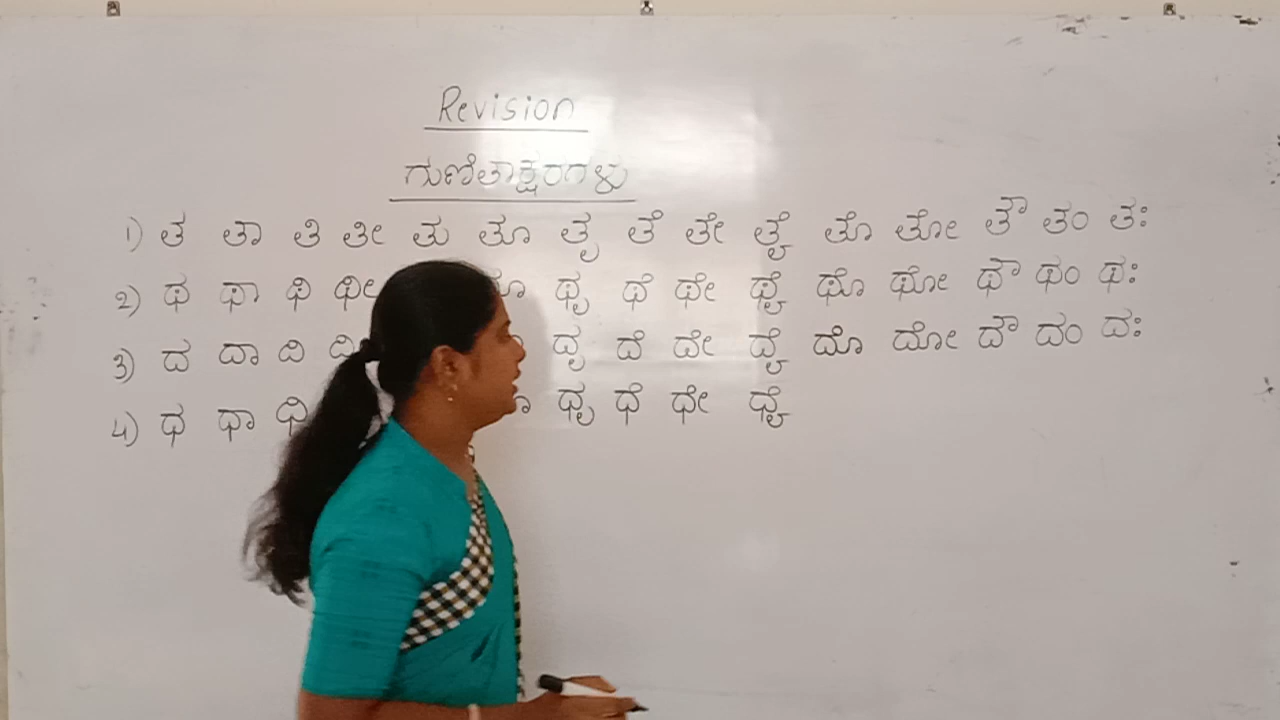 Revision
ಗುಣಿತಾಕ್ಷರಗಳು
1) ತ ತಾ ತಿ ತೀ ತು ತೂ ತೃ ತೆ ತೇ ತೈ ತೊ ತೋ ತೌ ತಂ ತಃ
2) ಥ ಥಾ ಥಿ ಥೀ ಥೃ ಥೆ ಥೇ ಥೈ ಥೊ ಥೋ ಥೌ ಥಂ ಥಃ
3) ದ ದಾ ದಿ ದೃ ದೆ ದೇ ದೈ ದೊ ದೋ ದೌ ದಂ ದಃ
4) ಧ ಧಾ ಧಿ ಧೃ ಧೆ ಧೇ ಧೈ